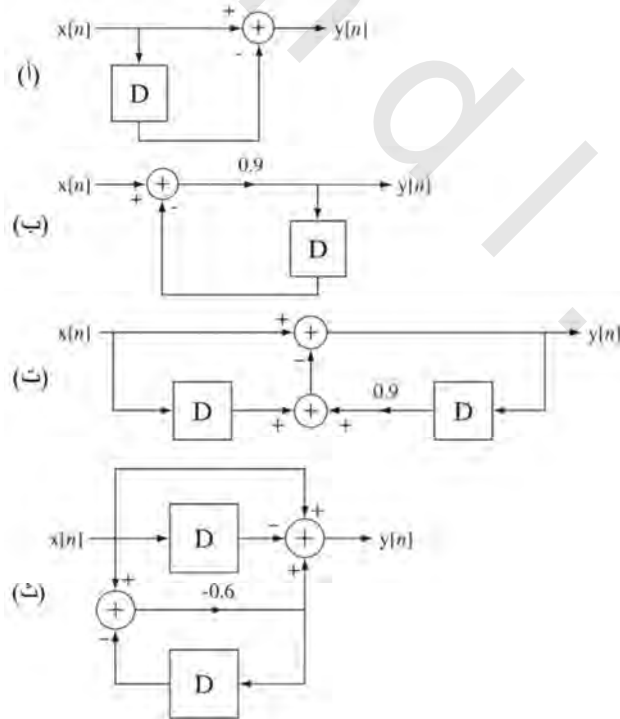 x[n] + + y[n]
-
(أ) D
0.9
x[n] + + y[n]
-
(ب) D
x[n] + + y[n]
-
0.9
(ت) D + + + D
+
x[n] D - + y[n]
+ +
-0.6
(ث) +
-
D